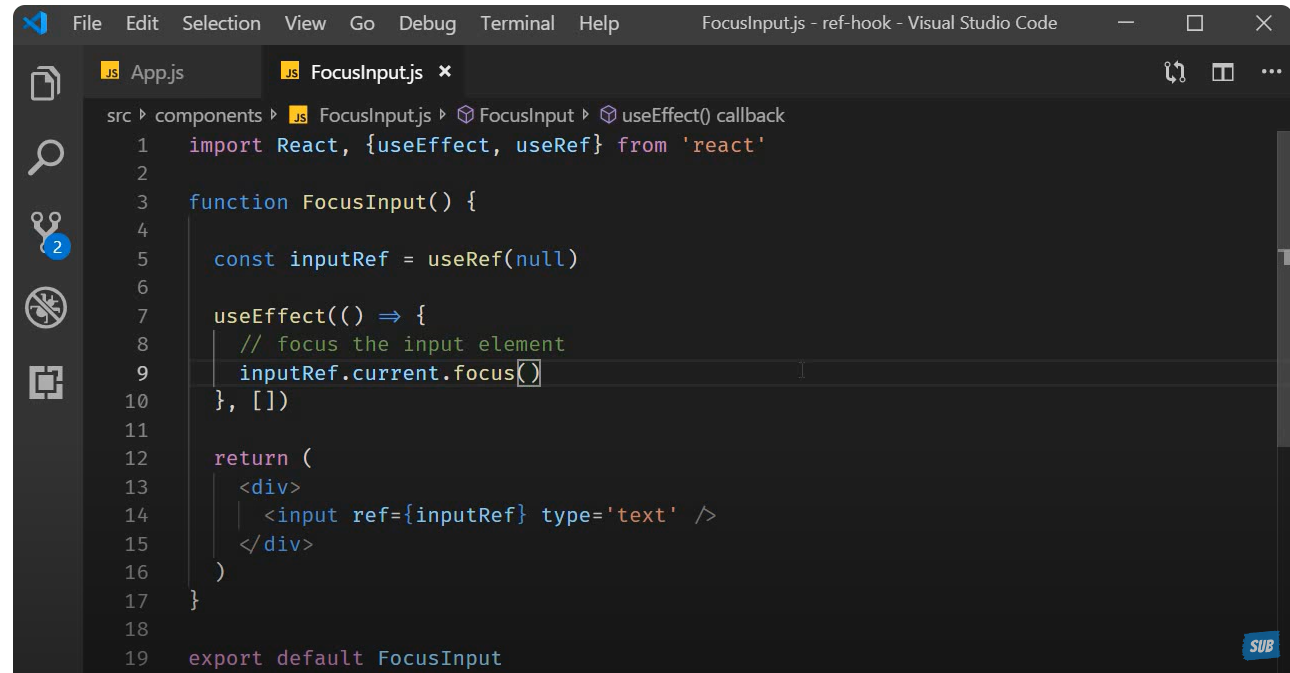 File Edit Selection View Go Debug Terminal Help FocusInput.js - ref-hook - Visual Studio Code
JS App.js JS FocusInput.js ×
src components JS FocusInput.js FocusInput useEffect() callback
1 import React, {useEffect, useRef} from 'react'
2
3 function FocusInput() {
4
2
5 const inputRef = useRef(null)
6
7 useEffect(() => {
8 // focus the input element
9 inputRef.current.focus()
10 }, [])
11
12 return (
13 <div>
14 <input ref={inputRef} type='text' />
15 </div>
16 )
17 }
18
19 export default FocusInput
SUB